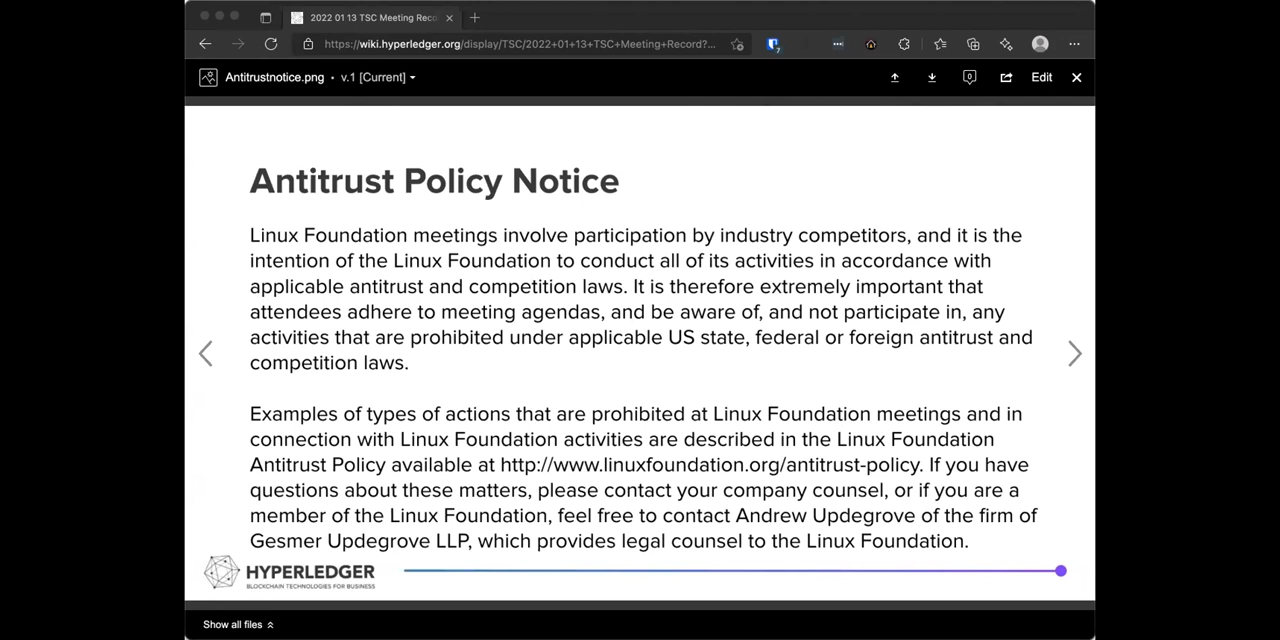 2022 01 13 TSC Meeting Reco
https://wiki.hyperledger.org/display/TSC/2022+01+13+TSC+Meeting+Record?...
7
Antitrustnotice.png • v.1 [Current]
0
Edit
Antitrust Policy Notice
Linux Foundation meetings involve participation by industry competitors, and it is the
intention of the Linux Foundation to conduct all of its activities in accordance with
applicable antitrust and competition laws. It is therefore extremely important that
attendees adhere to meeting agendas, and be aware of, and not participate in, any
activities that are prohibited under applicable US state, federal or foreign antitrust and
competition laws.
Examples of types of actions that are prohibited at Linux Foundation meetings and in
connection with Linux Foundation activities are described in the Linux Foundation
Antitrust Policy available at http://www.linuxfoundation.org/antitrust-policy. If you have
questions about these matters, please contact your company counsel, or if you are a
member of the Linux Foundation, feel free to contact Andrew Updegrove of the firm of
Gesmer Updegrove LLP, which provides legal counsel to the Linux Foundation.
HYPERLEDGER
BLOCKCHAIN TECHNOLOGIES FOR BUSINESS
Show all files